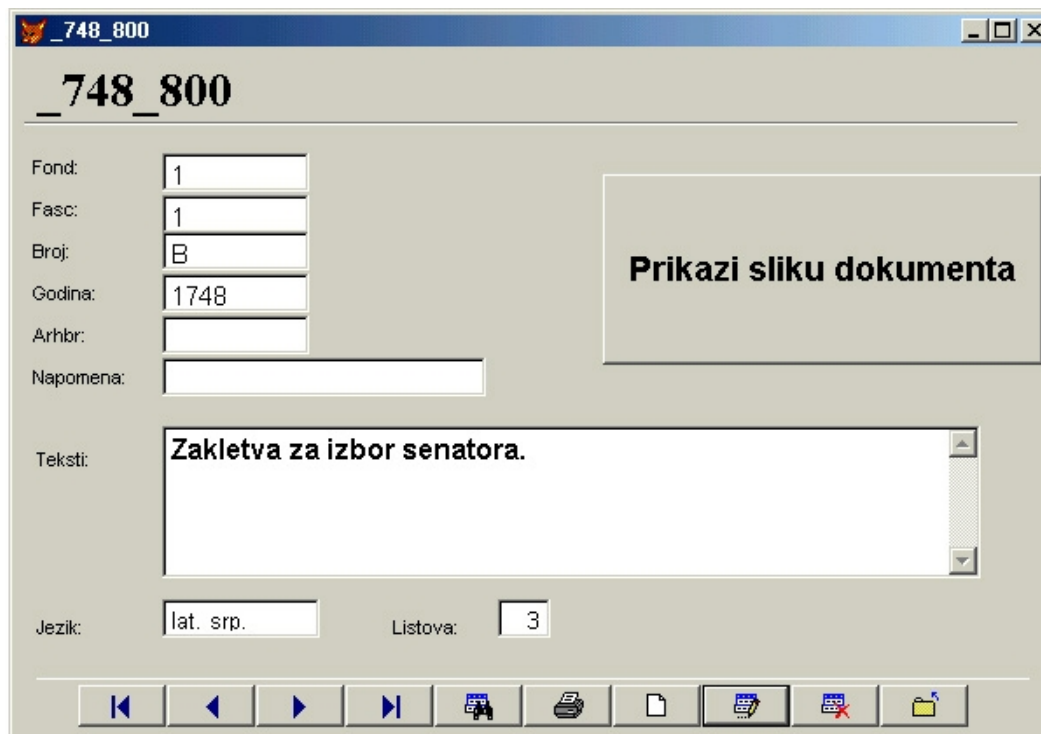 _748_800
_748_800
Fond: 1
Fasc: 1
Broj: B
Godina: 1748
Arhbr:
Napomena:
Prikazi sliku dokumenta
Teksti: Zakletva za izbor senatora.
Jezik: lat. srp. Listova: 3